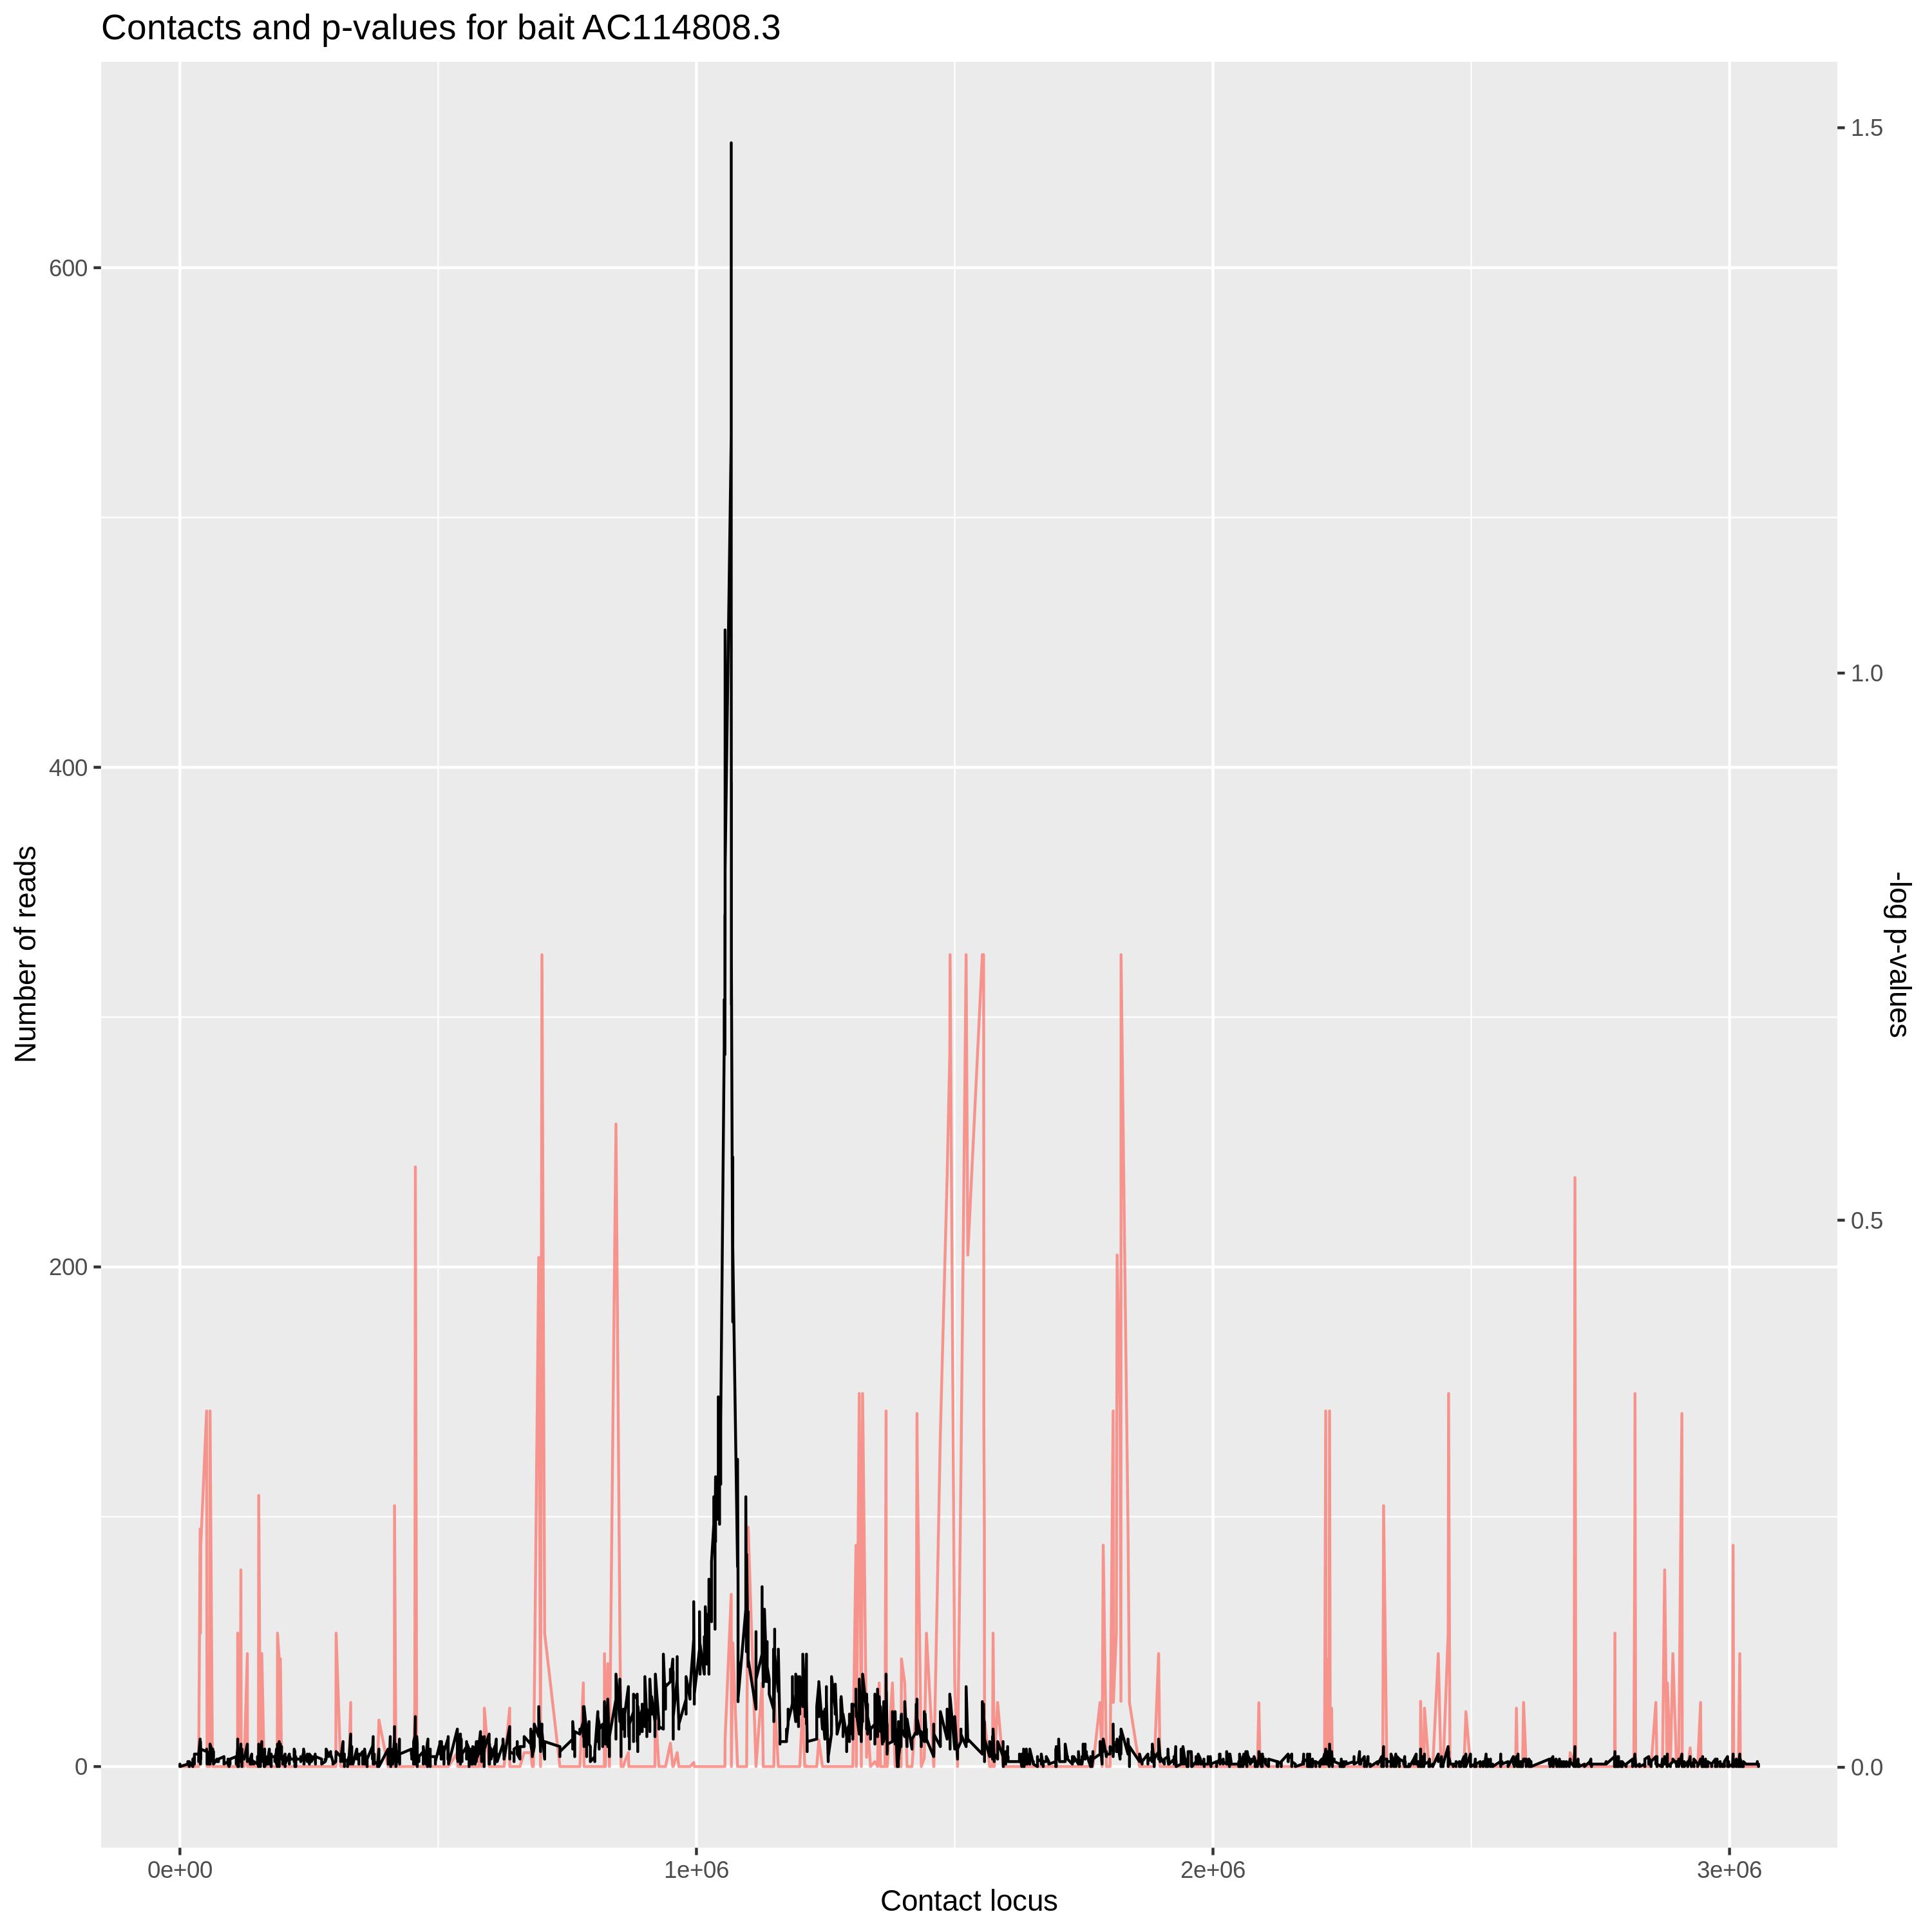 Contacts and p-values for bait AC114808.3
600
400
200
0
1.5
1.0
0.5
0.0
Number of reads
-log p-values
0e+00 1e+06 2e+06 3e+06
Contact locus